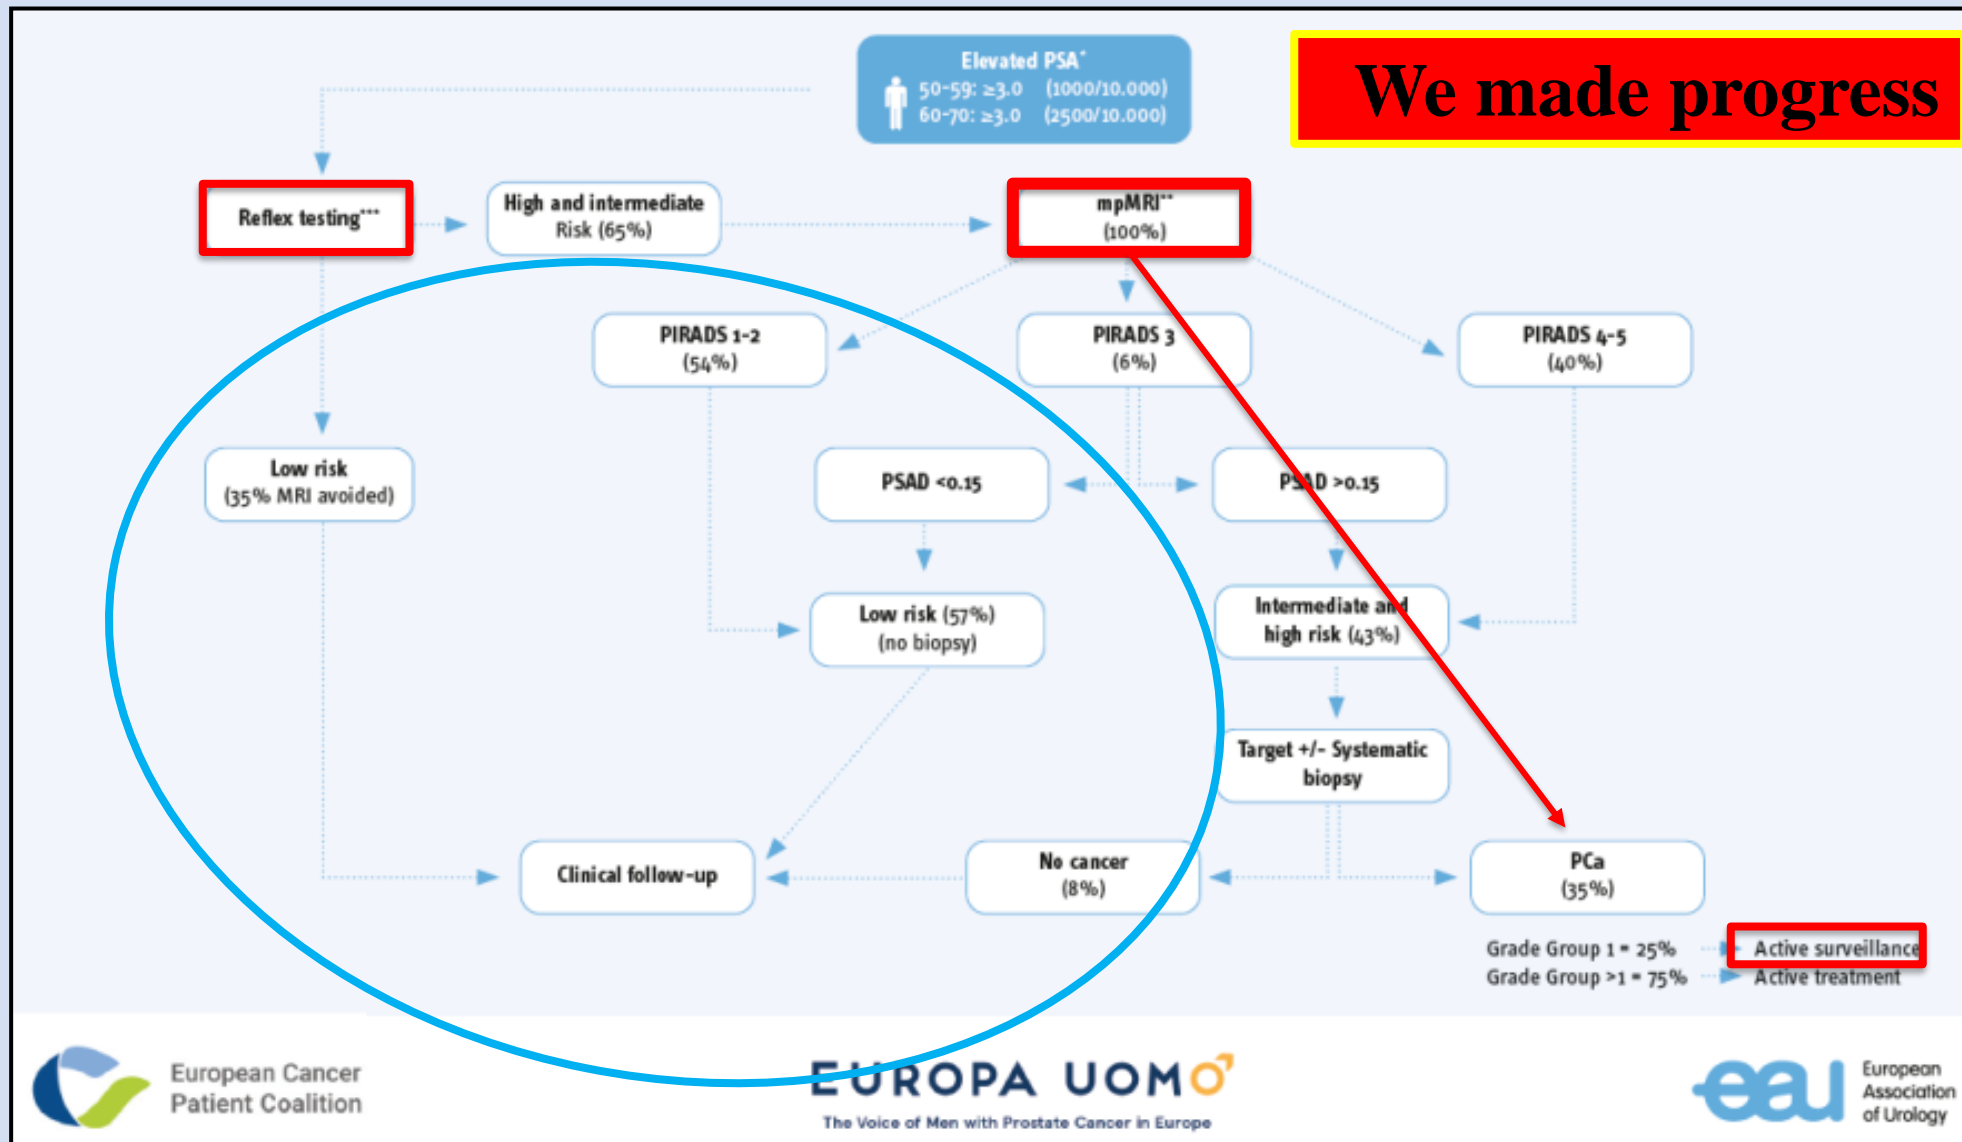 Elevated PSA*
50-59: ≥3.0 (1000/10.000)
60-70: ≥3.0 (2500/10.000)
We made progress
Reflex testing***
High and intermediate
Risk (65%)
mpMRI**
(100%)
PIRADS 1-2
(54%)
PIRADS 3
(6%)
PIRADS 4-5
(40%)
Low risk
(35% MRI avoided)
PSAD <0.15
PSAD >0.15
Low risk (57%)
(no biopsy)
Intermediate and
high risk (43%)
Target +/- Systematic
biopsy
Clinical follow-up
No cancer
(8%)
PCa
(35%)
Grade Group 1 = 25% Active surveillance
Grade Group >1 = 75% Active treatment
European Cancer
Patient Coalition
EUROPA UOMO
The Voice of Men with Prostate Cancer in Europe
eau
European
Association
of Urology